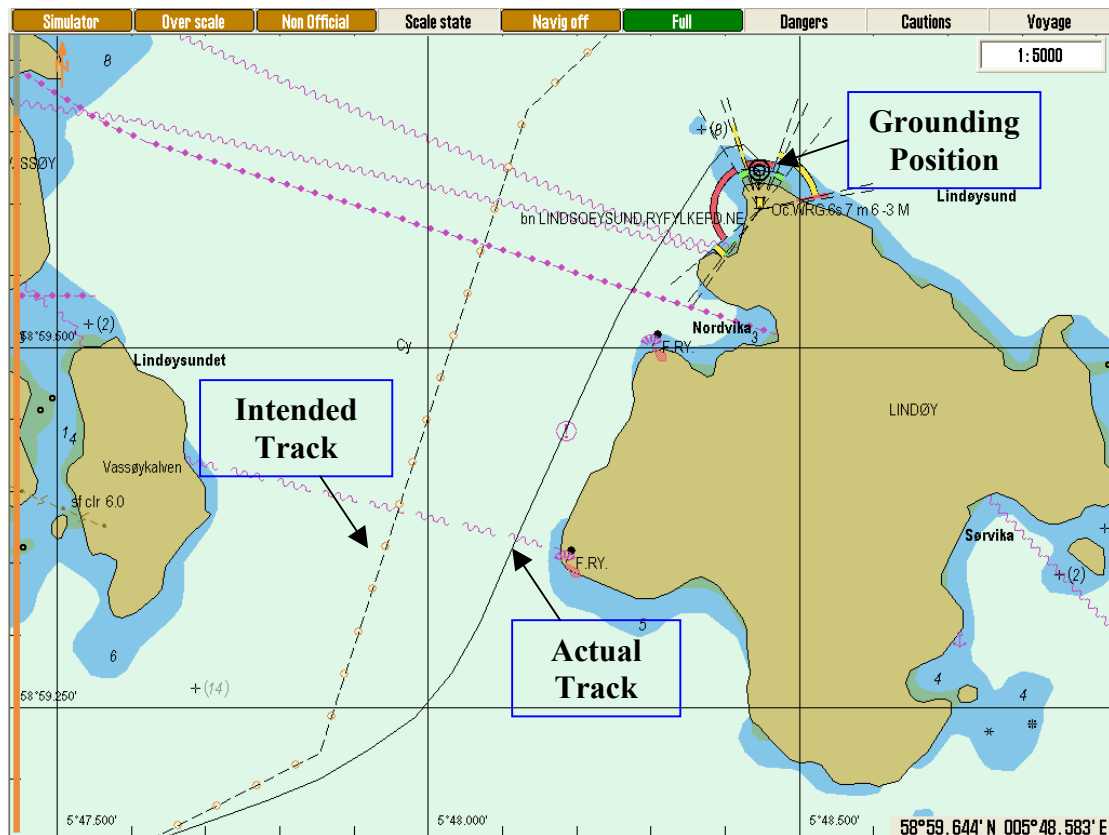 Simulator Over scale Non Official Scale state Navig off Full Dangers Cautions Voyage
1:5000
8
(8)
Grounding
Position
Lindøysund
Oc.WRG.6s 7 m 6-3 M
bn LINDSOEYSUND,RYFYLKEFD.NE
SSØY
(2)
58°59.500'
Lindøysundet
Cy
Nordvika
3
F.RY.
Intended
Track
LINDØY
14
Vassøykalven
sf clr 6.0
Sørvika
F.RY.
(2)
5
6
Actual
Track
(14)
4
4
58°59.250'
5°47.500' 5°48.000' 5°48.500'
58°59.644'N 005°48.583'E